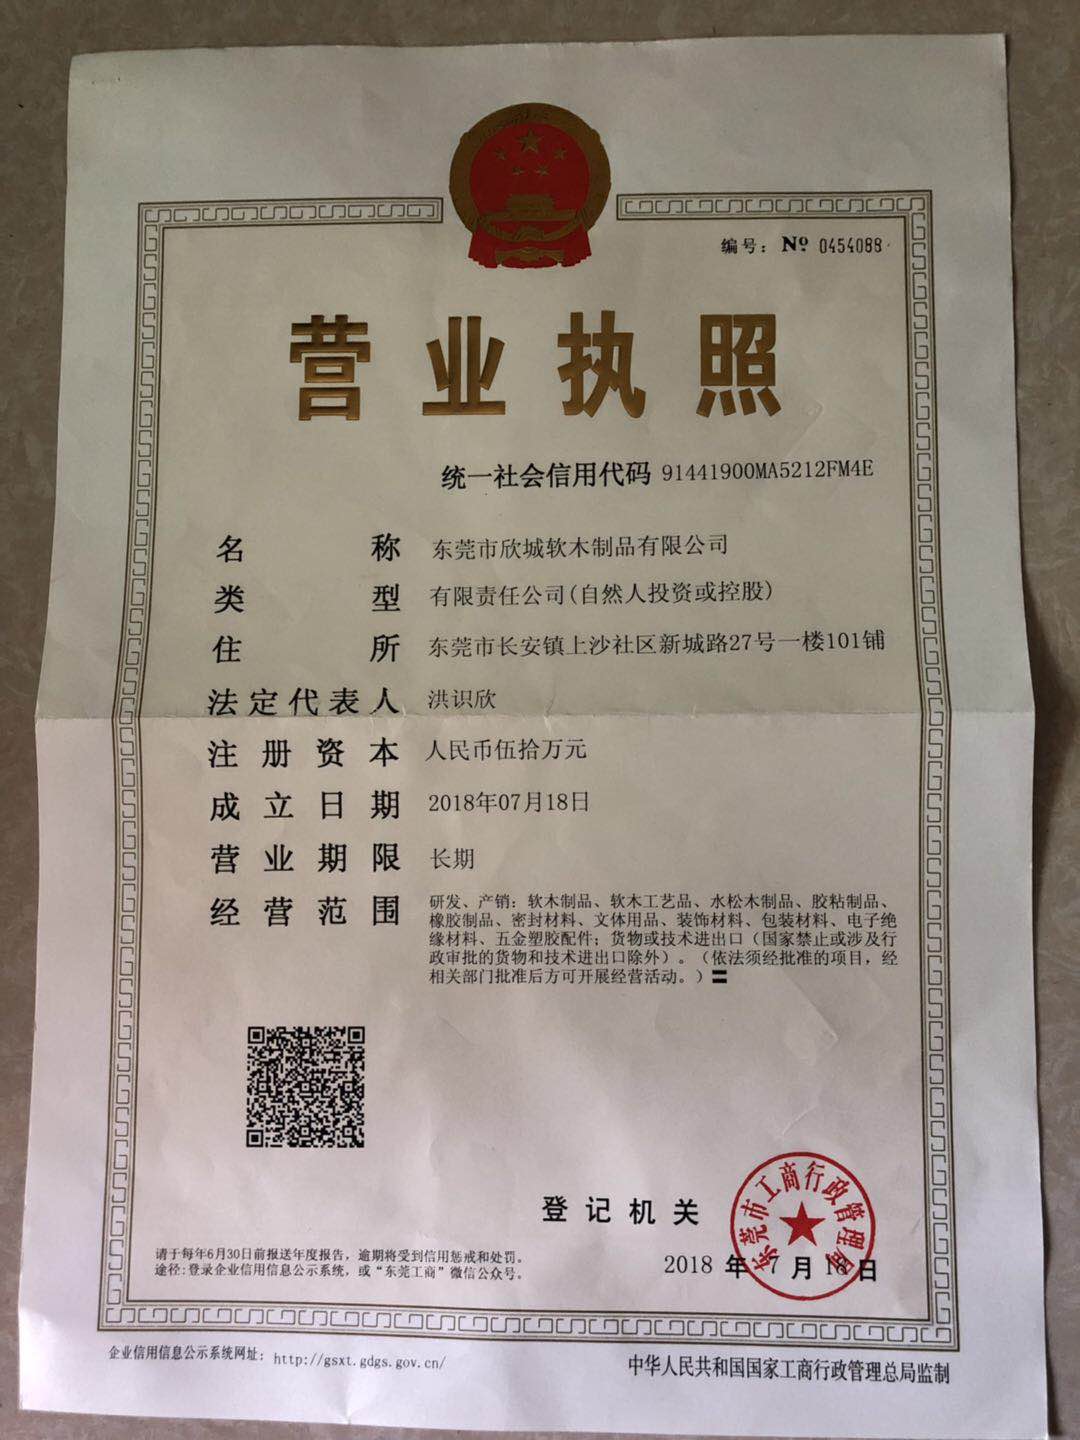 编号： No 0454088
营业执照
统一社会信用代码 91441900MA5212FM4E
名称 东莞市欣城软木制品有限公司
类型 有限责任公司(自然人投资或控股)
住所 东莞市长安镇上沙社区新城路27号一楼101铺
法定代表人 洪识欣
注册资本 人民币伍拾万元
成立日期 2018年07月18日
营业期限 长期
经营范围 研发、产销：软木制品、软木工艺品、水松木制品、胶粘制品、
橡胶制品、密封材料、文体用品、装饰材料、包装材料、电子绝
缘材料、五金塑胶配件；货物或技术进出口（国家禁止或涉及行
政审批的货物和技术进出口除外）。（依法须经批准的项目，经
相关部门批准后方可开展经营活动。）
登记机关
东莞市工商行政管理局
2018 年 7 月 18 日
请于每年6月30日前报送年度报告，逾期将受到信用惩戒和处罚。
途径:登录企业信用信息公示系统，或“东莞工商”微信公众号。
企业信用信息公示系统网址：http://gsxt.gdgs.gov.cn/
中华人民共和国国家工商行政管理总局监制